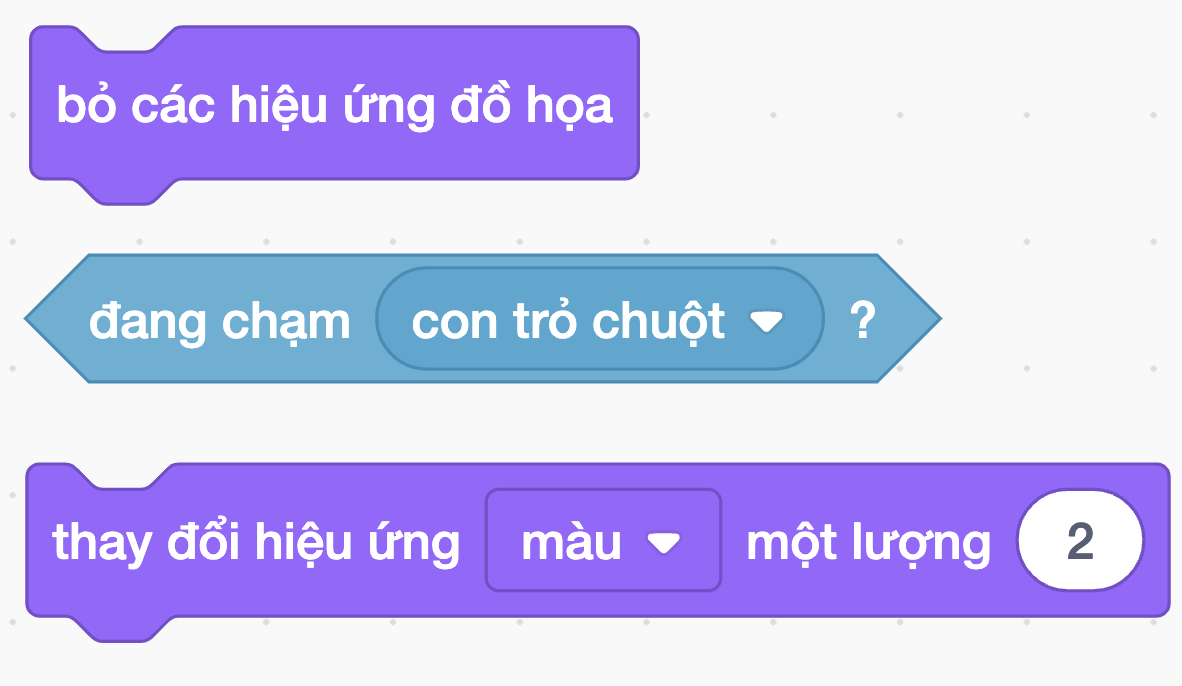 bỏ các hiệu ứng đồ họa
đang chạm con trỏ chuột ?
thay đổi hiệu ứng màu một lượng 2